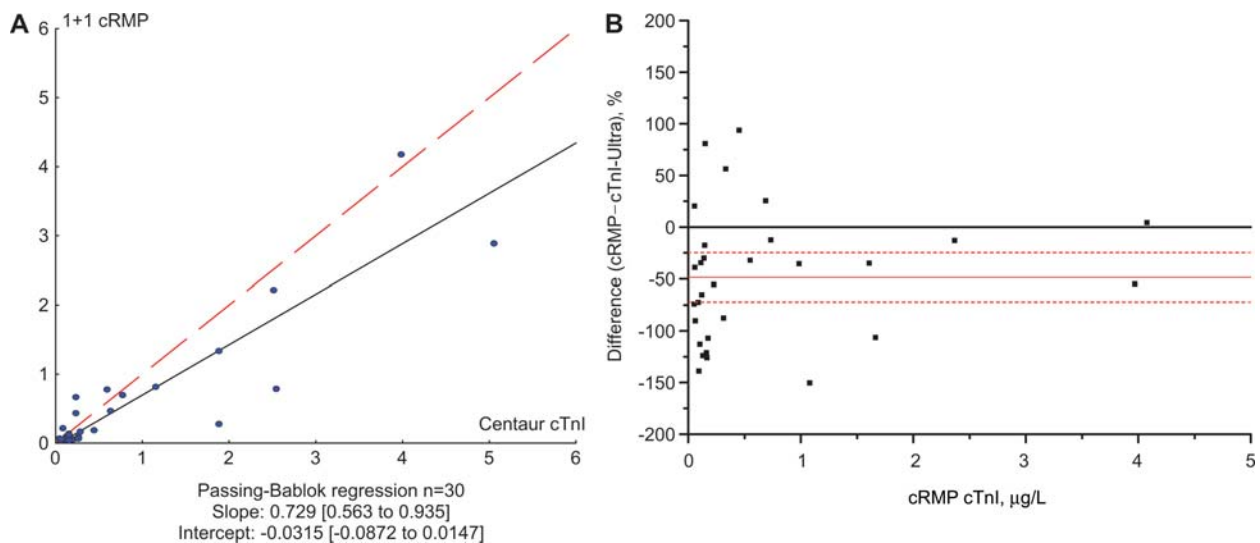 A
1+1 cRMP
6
5
4
3
2
1
0
Centaur cTnI
0 1 2 3 4 5 6
Passing-Bablok regression n=30
Slope: 0.729 [0.563 to 0.935]
Intercept: -0.0315 [-0.0872 to 0.0147]
B
Difference (cRMP–cTnI-Ultra), %
200
150
100
50
0
-50
-100
-150
-200
0 1 2 3 4 5
cRMP cTnI, µg/L